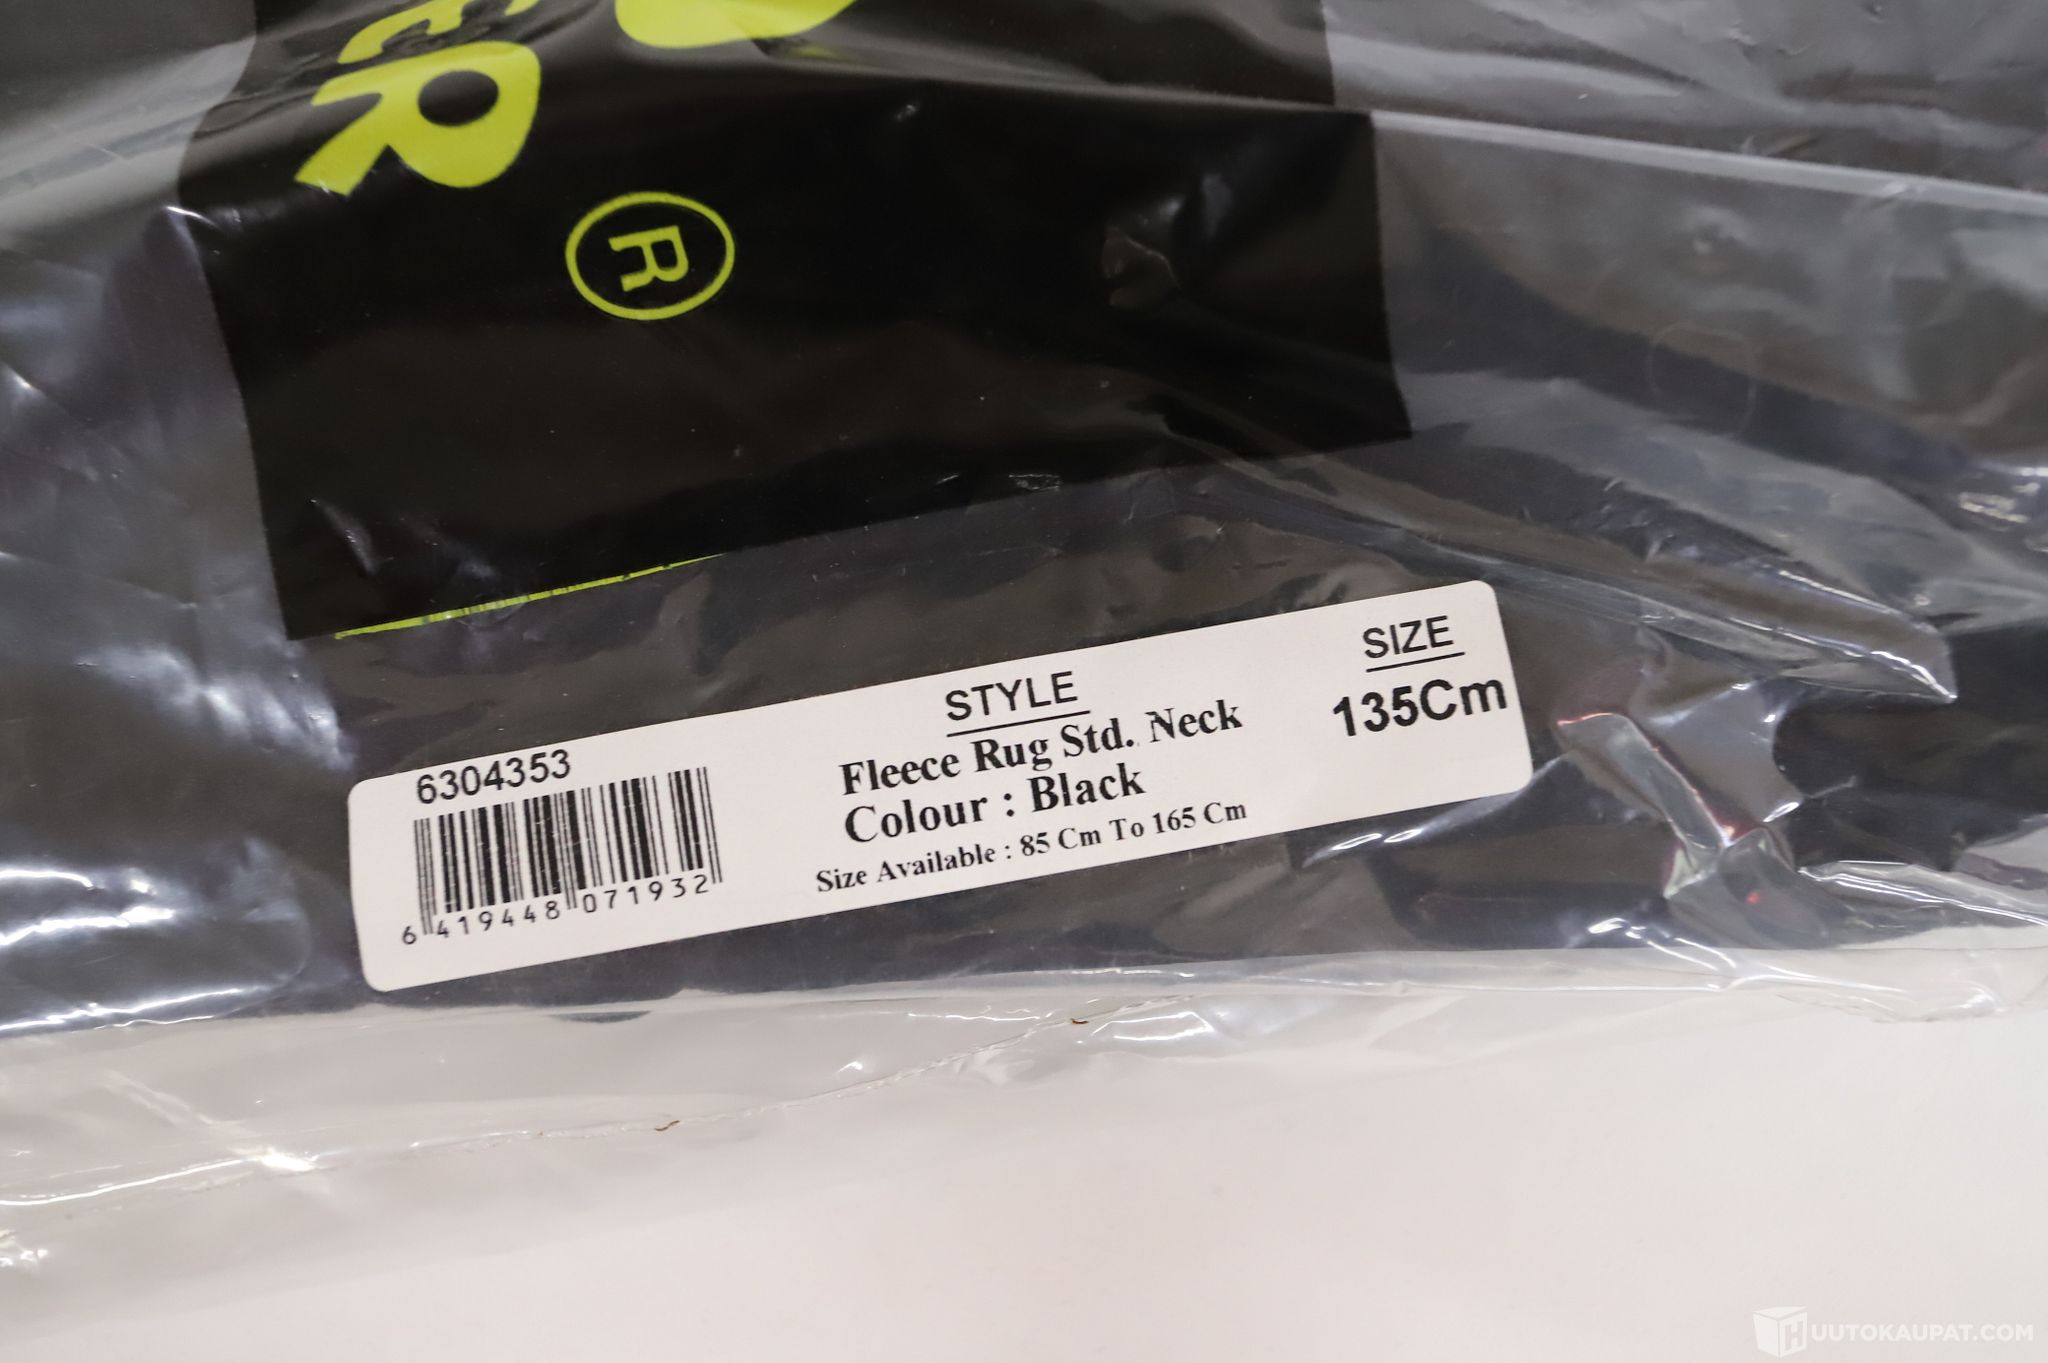 ER
®
STYLE
Fleece Rug Std. Neck
Colour : Black
Size Available : 85 Cm To 165 Cm
SIZE
135Cm
6304353
6 419448 071932
HUUTOKAUPAT.COM